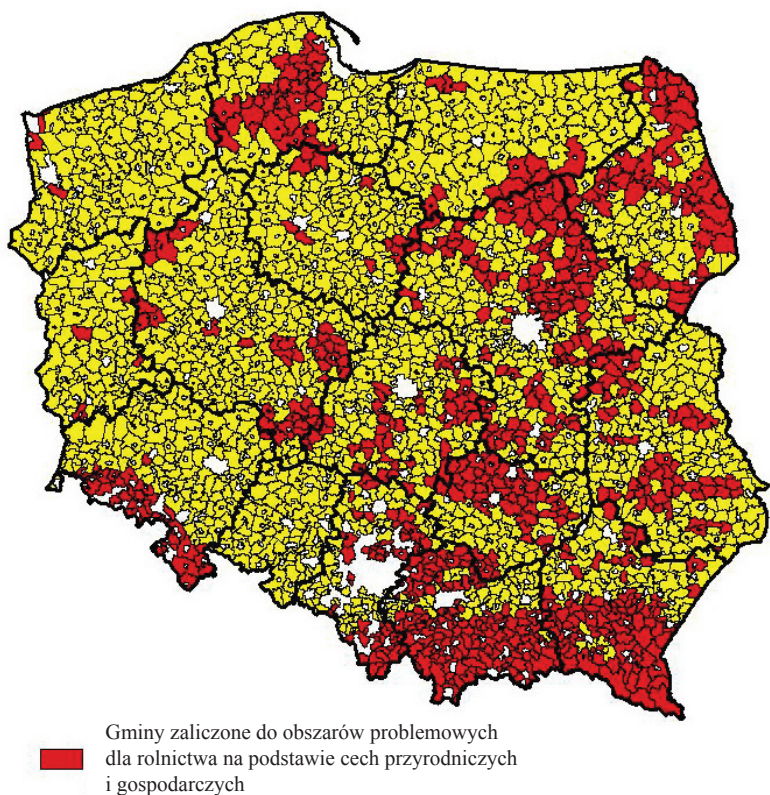 Gminy zaliczone do obszarów problemowych
dla rolnictwa na podstawie cech przyrodniczych
i gospodarczych